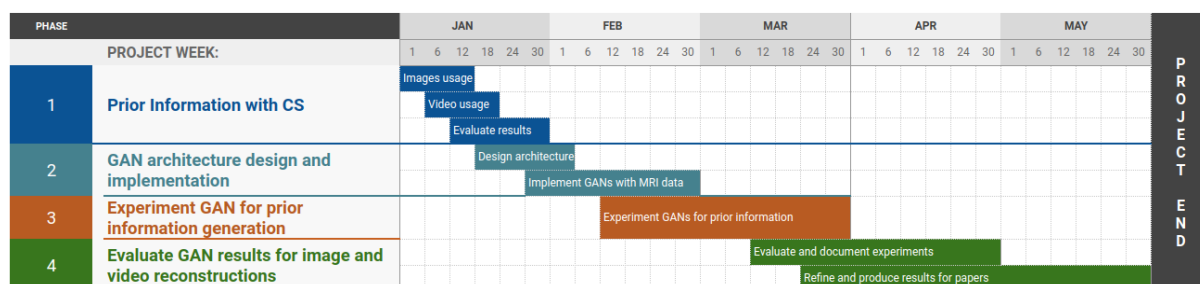 PHASE JAN FEB MAR APR MAY
PROJECT WEEK: 1 6 12 18 24 30 1 6 12 18 24 30 1 6 12 18 24 30 1 6 12 18 24 30 1 6 12 18 24 30
1
Prior Information with CS
Images usage
Video usage
Evaluate results
2
GAN architecture design and
implementation
Design architecture
Implement GANs with MRI data
3
Experiment GAN for prior
information generation
Experiment GANs for prior information
4
Evaluate GAN results for image and
video reconstructions
Evaluate and document experiments
Refine and produce results for papers
PROJECT END